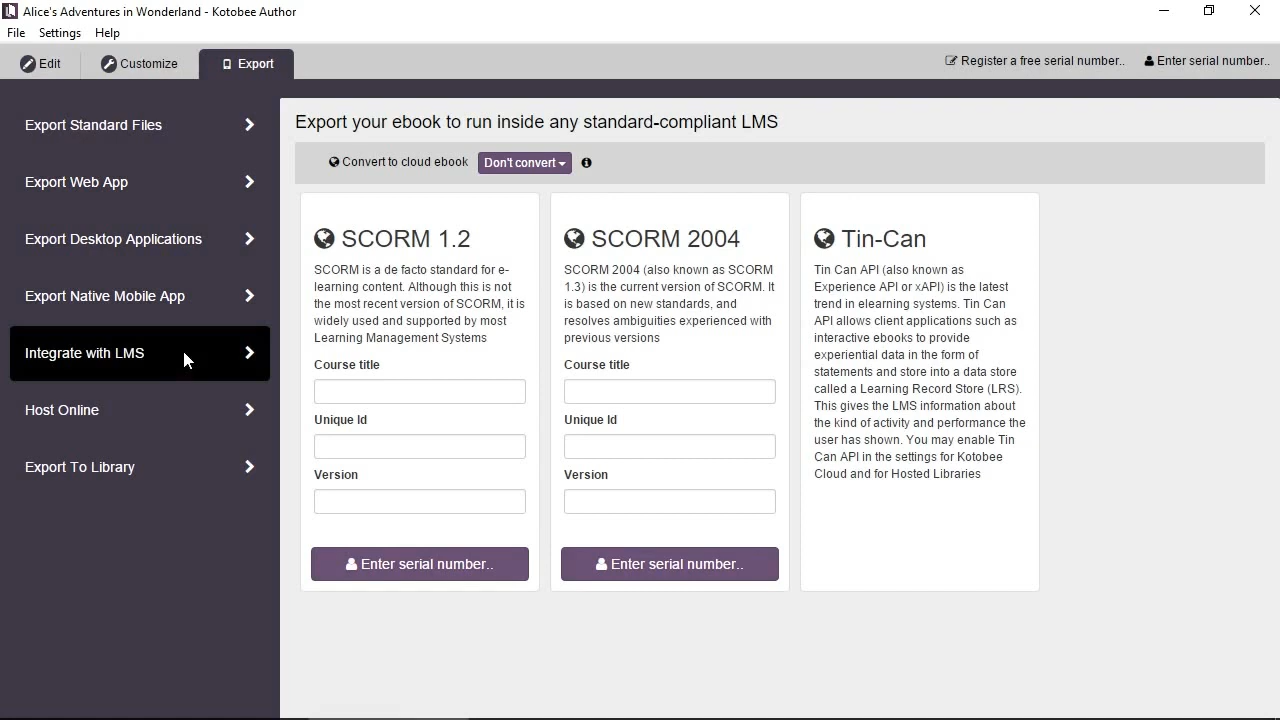 Alice's Adventures in Wonderland - Kotobee Author
File Settings Help
Edit Customize Export Register a free serial number.. Enter serial number..
Export Standard Files
Export Web App
Export Desktop Applications
Export Native Mobile App
Integrate with LMS
Host Online
Export To Library
Export your ebook to run inside any standard-compliant LMS
Convert to cloud ebook Don't convert
SCORM 1.2
SCORM is a de facto standard for e-
learning content. Although this is not
the most recent version of SCORM, it is
widely used and supported by most
Learning Management Systems
Course title
Unique Id
Version
Enter serial number..
SCORM 2004
SCORM 2004 (also known as SCORM
1.3) is the current version of SCORM. It
is based on new standards, and
resolves ambiguities experienced with
previous versions
Course title
Unique Id
Version
Enter serial number..
Tin-Can
Tin Can API (also known as
Experience API or xAPI) is the latest
trend in elearning systems. Tin Can
API allows client applications such as
interactive ebooks to provide
experiential data in the form of
statements and store into a data store
called a Learning Record Store (LRS).
This gives the LMS information about
the kind of activity and performance the
user has shown. You may enable Tin
Can API in the settings for Kotobee
Cloud and for Hosted Libraries